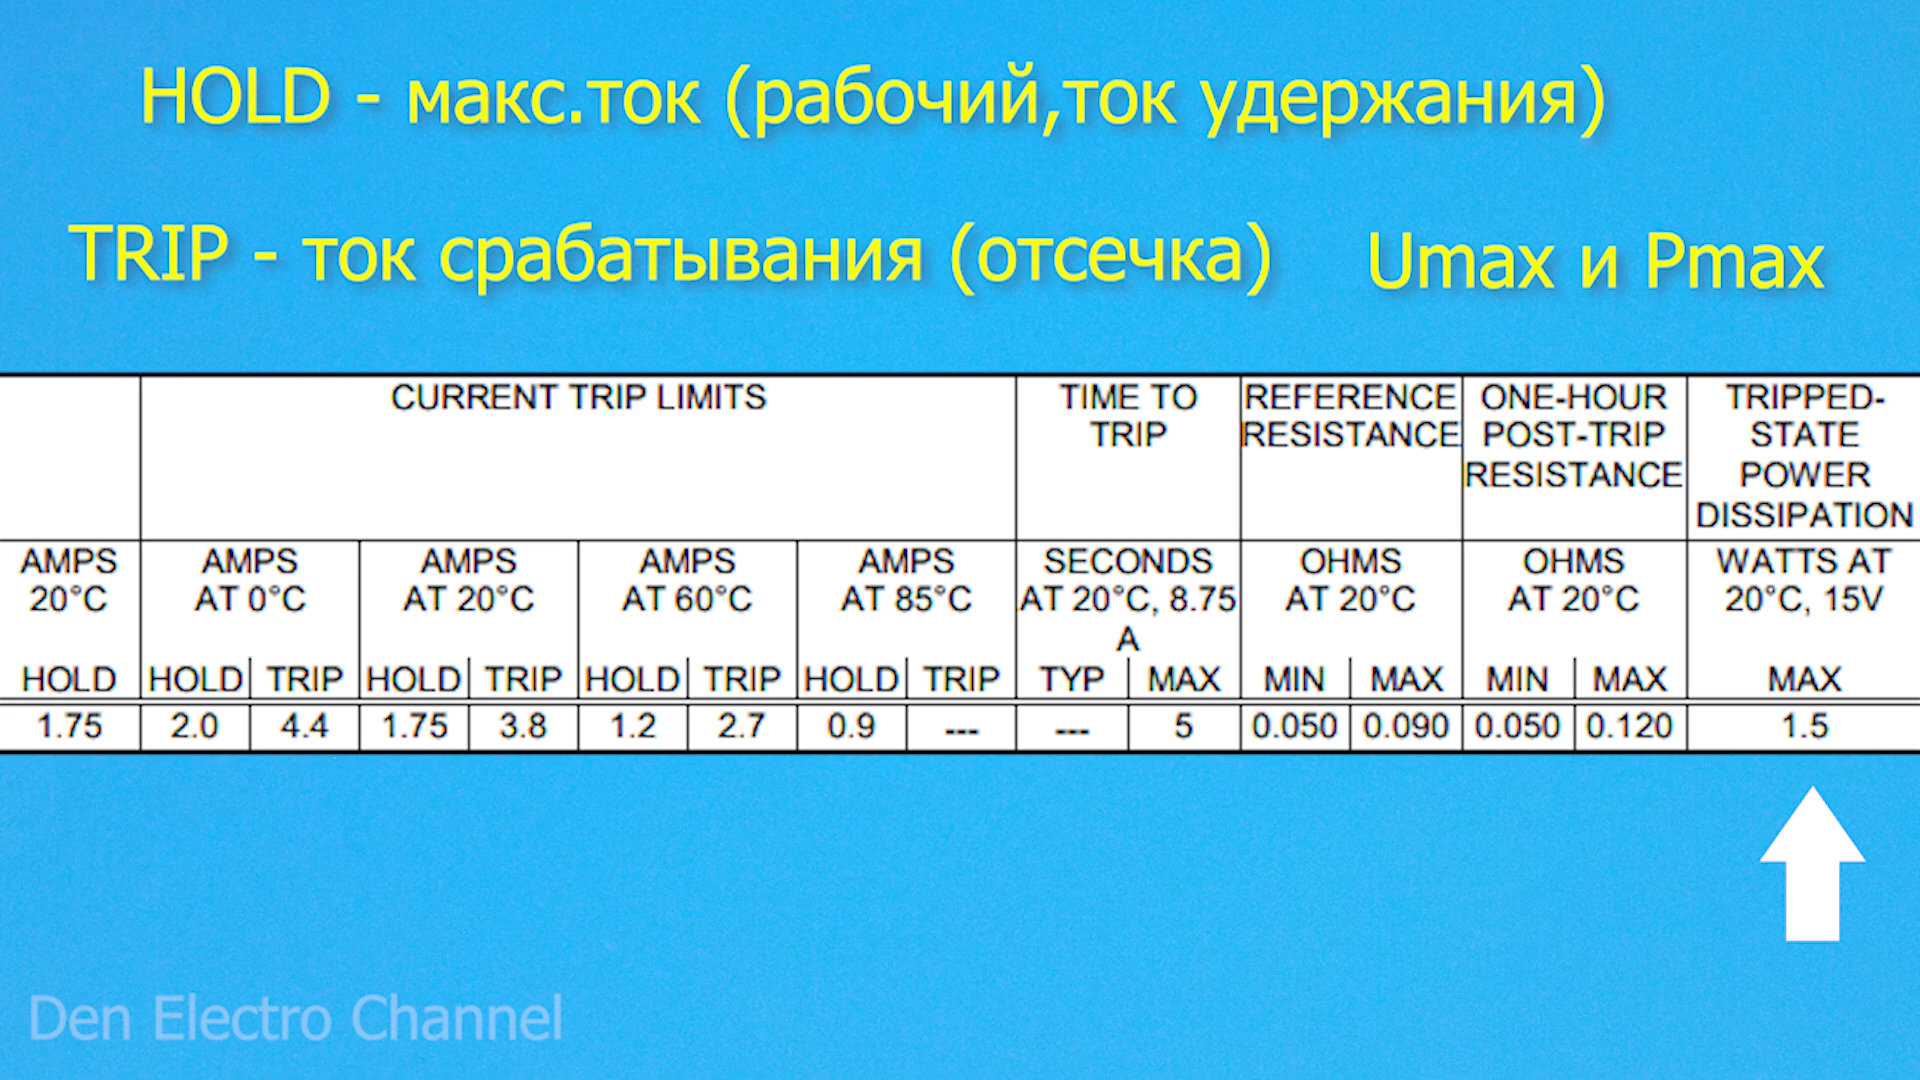 HOLD - макс.ток (рабочий,ток удержания)
TRIP - ток срабатывания (отсечка) Umax и Pmax
CURRENT TRIP LIMITS
TIME TO
TRIP
REFERENCE
RESISTANCE
ONE-HOUR
POST-TRIP
RESISTANCE
TRIPPED-
STATE
POWER
DISSIPATION
AMPS
20°C
AMPS
AT 0°C
AMPS
AT 20°C
AMPS
AT 60°C
AMPS
AT 85°C
SECONDS
AT 20°C, 8.75
A
OHMS
AT 20°C
OHMS
AT 20°C
WATTS AT
20°C, 15V
HOLD HOLD TRIP HOLD TRIP HOLD TRIP HOLD TRIP TYP MAX MIN MAX MIN MAX MAX
1.75 2.0 4.4 1.75 3.8 1.2 2.7 0.9 --- --- 5 0.050 0.090 0.050 0.120 1.5
Den Electro Channel